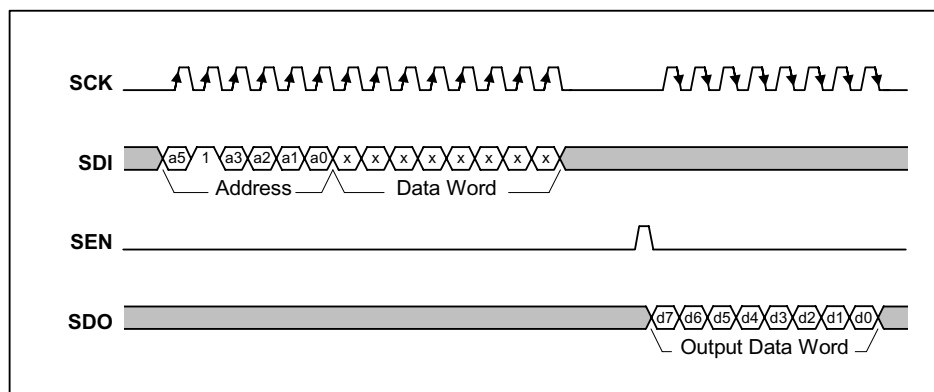 SCK
SDI a5 1 a3 a2 a1 a0 x x x x x x x x
Address Data Word
SEN
SDO d7 d6 d5 d4 d3 d2 d1 d0
Output Data Word